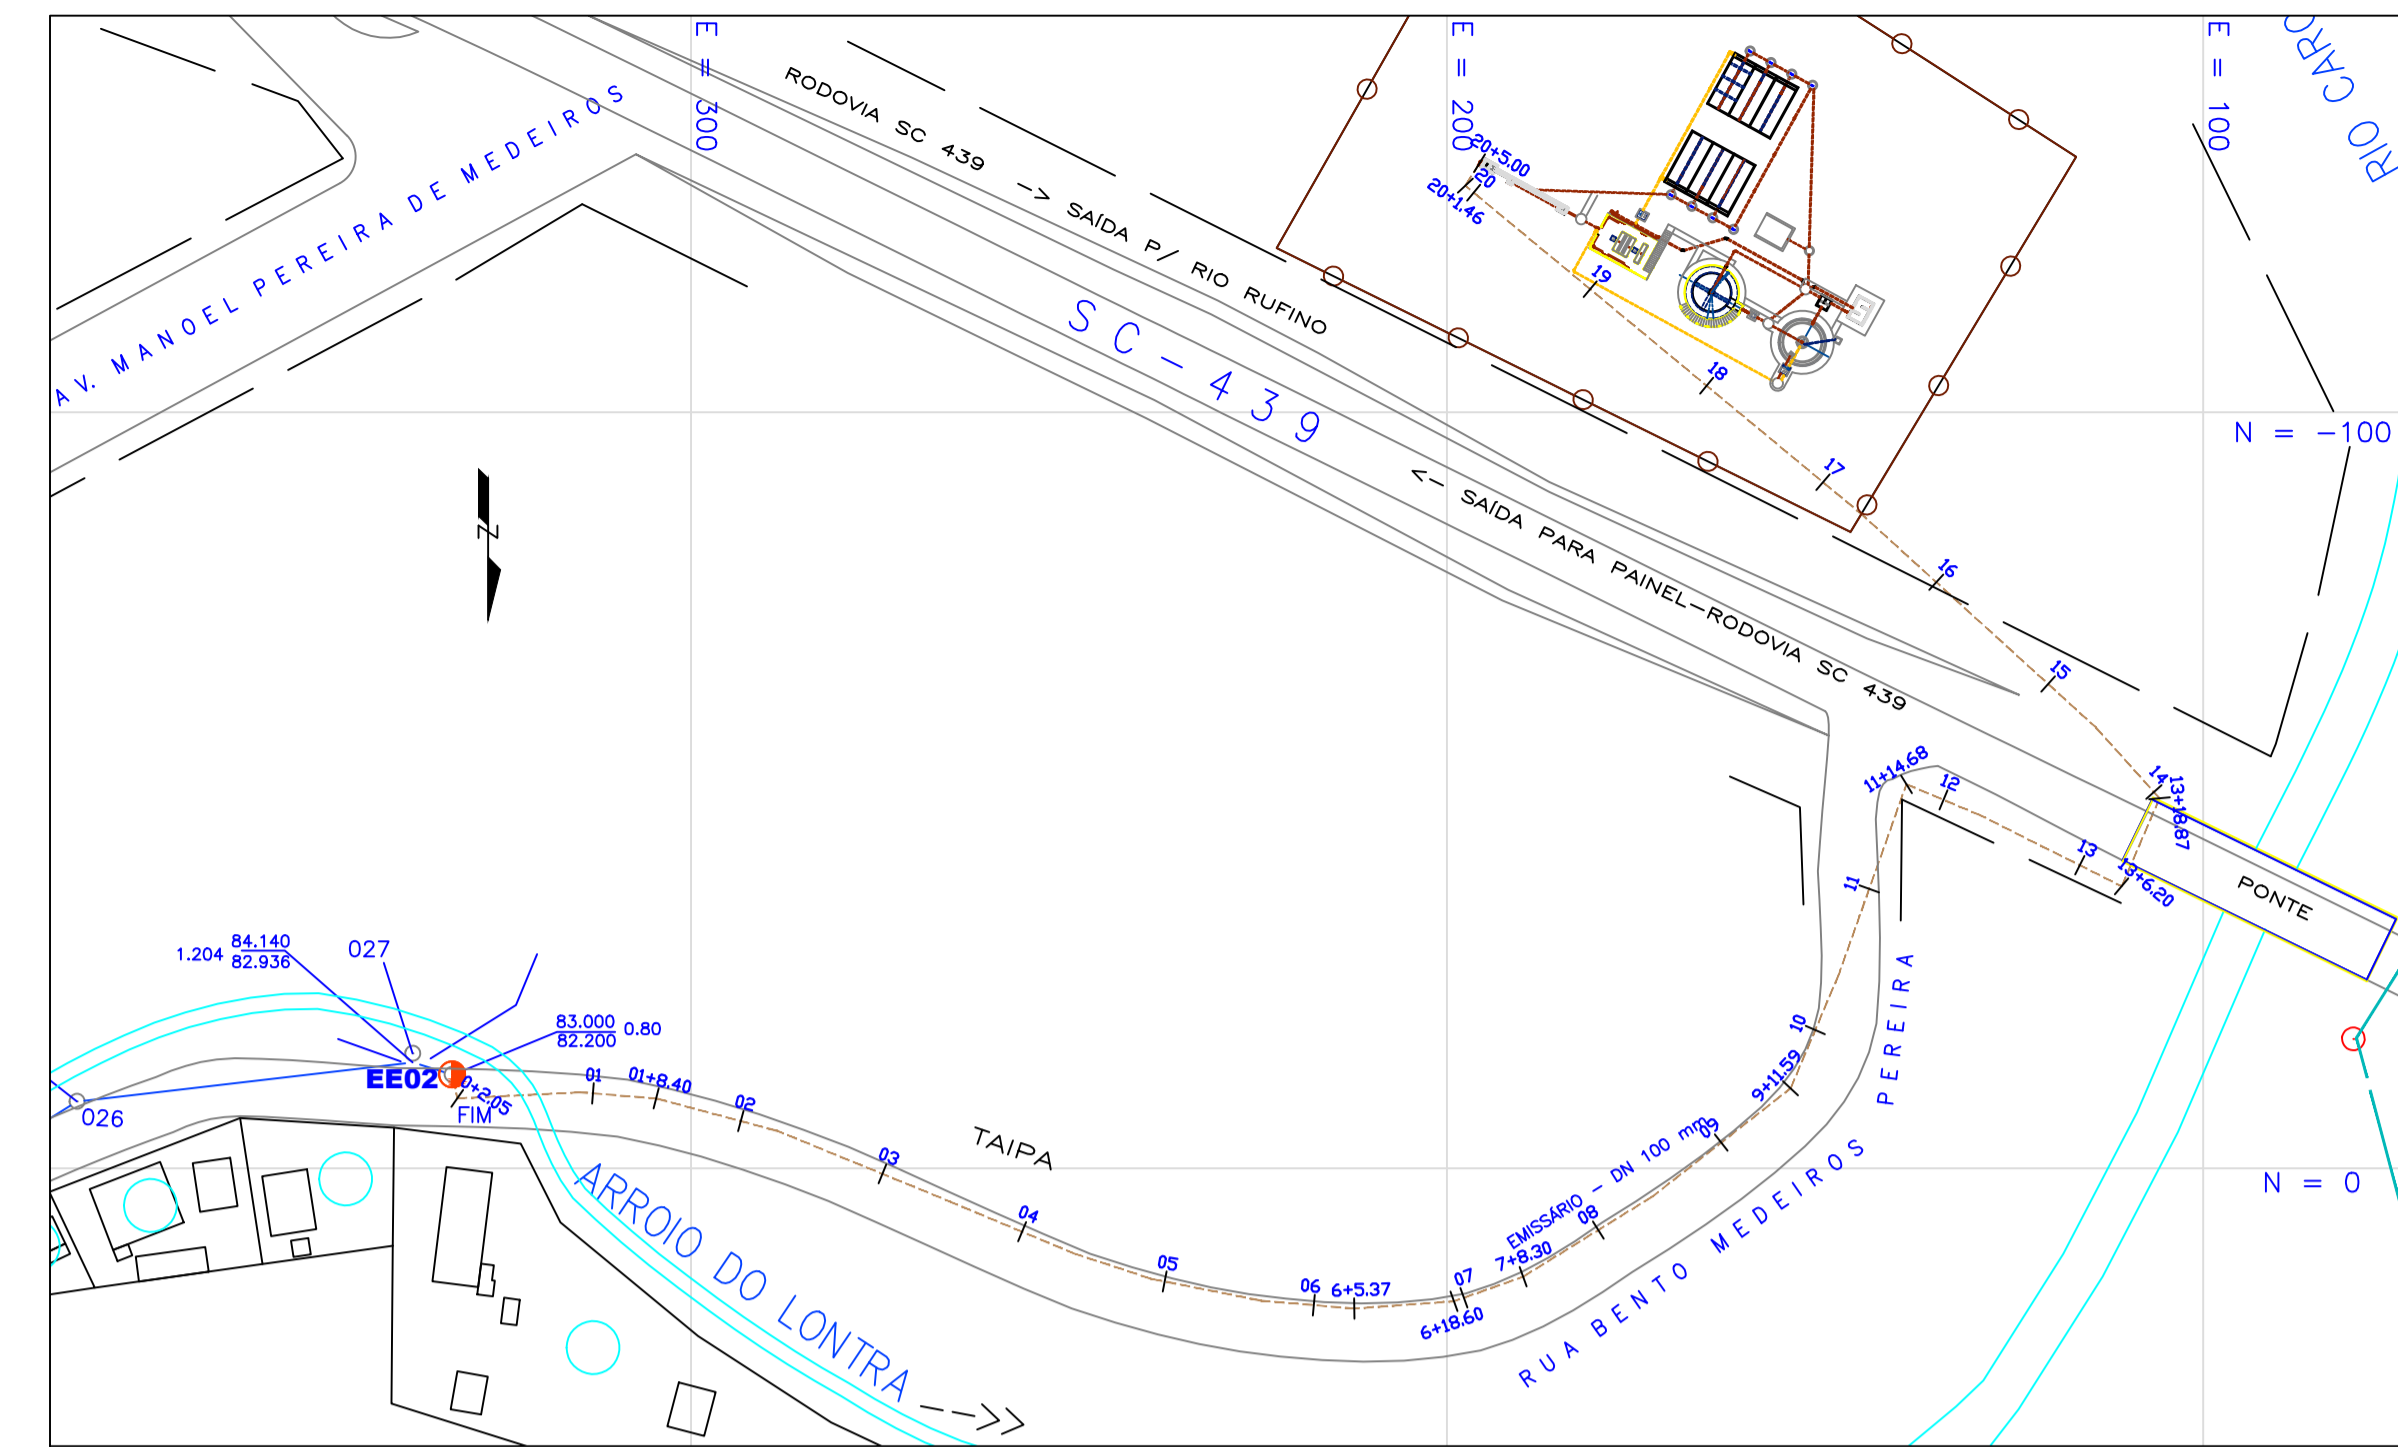 E = 300
E = 200
E = 100
RIO CARO
AV. MANOEL PEREIRA DE MEDEIROS
RODOVIA SC 439 -> SAÍDA P/ RIO RUFINO
SC-439
<- SAÍDA PARA PAINEL-RODOVIA SC 439
20+5.00
20
20+1.46
19
18
17
16
15
14
13+18.87
13+6.20
13
12
11+14.68
11
10
9+11.59
09
08
7+8.30
07
6+18.60
6+5.37
06
05
04
03
02
01+8.40
01
0+2.05
FIM
N = -100
N = 0
N
PONTE
1.204
84.140
82.936
027
83.000
82.200
0.80
EE02
026
TAIPA
ARROIO DO LONTRA
EMISSÁRIO - DN 100 mm
RUA BENTO MEDEIROS PEREIRA